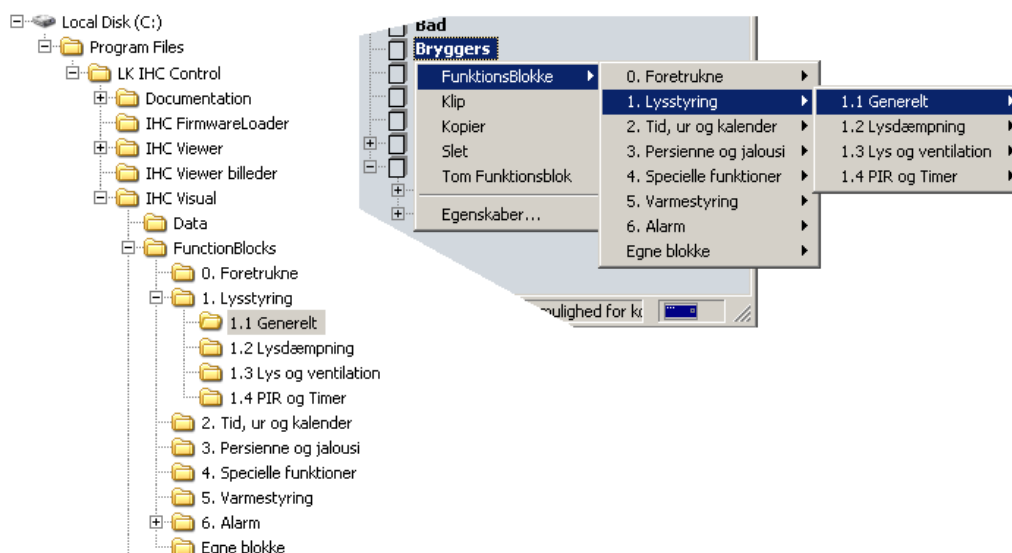 Local Disk (C:)
Program Files
LK IHC Control
Documentation
IHC FirmwareLoader
IHC Viewer
IHC Viewer billeder
IHC Visual
Data
FunctionBlocks
0. Foretrukne
1. Lysstyring
1.1 Generelt
1.2 Lysdæmpning
1.3 Lys og ventilation
1.4 PIR og Timer
2. Tid, ur og kalender
3. Persienne og jalousi
4. Specielle funktioner
5. Varmestyring
6. Alarm
Egne blokke
Bad
Bryggers
FunktionsBlokke
Klip
Kopier
Slet
Tom Funktionsblok
Egenskaber...
0. Foretrukne
1. Lysstyring
2. Tid, ur og kalender
3. Persienne og jalousi
4. Specielle funktioner
5. Varmestyring
6. Alarm
Egne blokke
1.1 Generelt
1.2 Lysdæmpning
1.3 Lys og ventilation
1.4 PIR og Timer
mulighed for